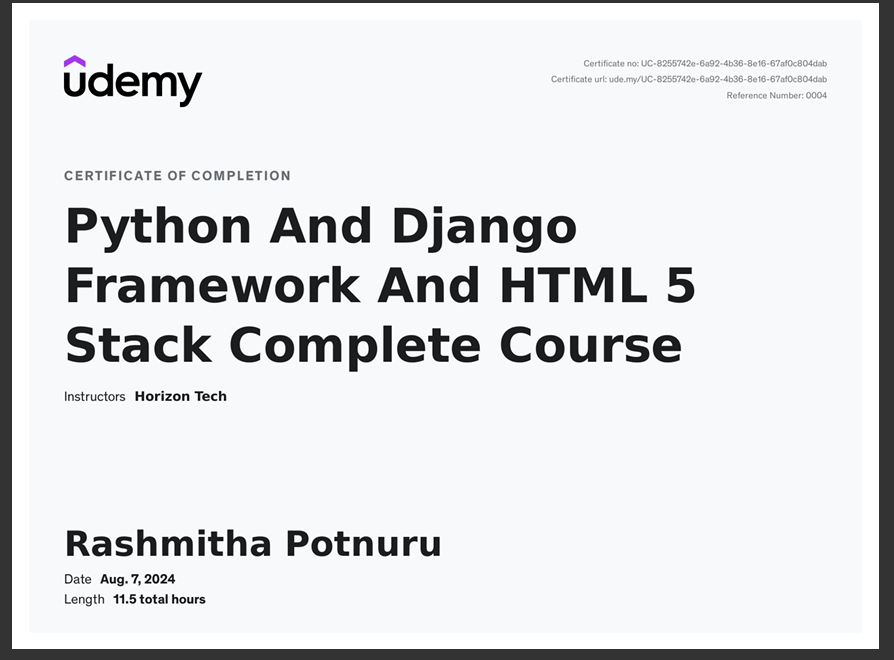 udemy
Certificate no: UC-8255742e-6a92-4b36-8e16-67af0c804dab
Certificate url: ude.my/UC-8255742e-6a92-4b36-8e16-67af0c804dab
Reference Number: 0004
CERTIFICATE OF COMPLETION
Python And Django
Framework And HTML 5
Stack Complete Course
Instructors Horizon Tech
Rashmitha Potnuru
Date Aug. 7, 2024
Length 11.5 total hours